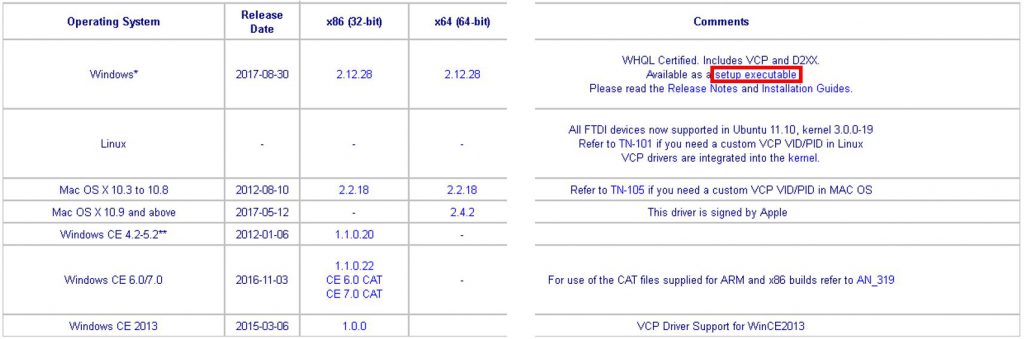 Operating System Release Date x86 (32-bit) x64 (64-bit) Comments
Windows* 2017-08-30 2.12.28 2.12.28 WHQL Certified. Includes VCP and D2XX.
Available as a setup executable
Please read the Release Notes and Installation Guides.
Linux - - - All FTDI devices now supported in Ubuntu 11.10, kernel 3.0.0-19
Refer to TN-101 if you need a custom VCP VID/PID in Linux
VCP drivers are integrated into the kernel.
Mac OS X 10.3 to 10.8 2012-08-10 2.2.18 2.2.18 Refer to TN-105 if you need a custom VCP VID/PID in MAC OS
Mac OS X 10.9 and above 2017-05-12 - 2.4.2 This driver is signed by Apple
Windows CE 4.2-5.2** 2012-01-06 1.1.0.20 -
Windows CE 6.0/7.0 2016-11-03 1.1.0.22
CE 6.0 CAT
CE 7.0 CAT - For use of the CAT files supplied for ARM and x86 builds refer to AN_319
Windows CE 2013 2015-03-06 1.0.0 VCP Driver Support for WinCE2013